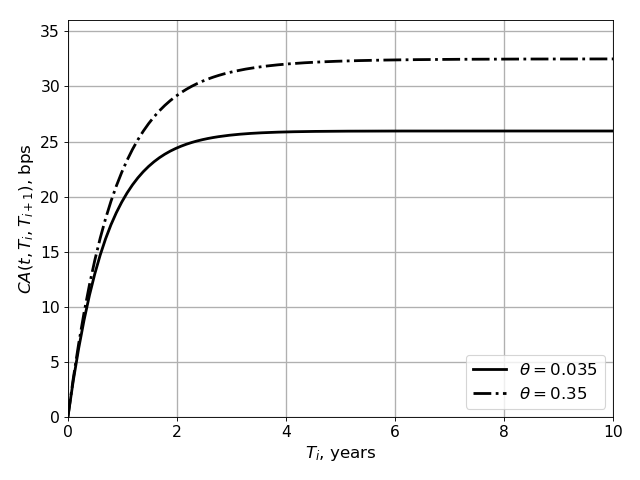 35
30
25
20
15
10
5
0
CA(t, T_i, T_{i+1}), bps
θ = 0.035
θ = 0.35
0 2 4 6 8 10
T_i, years